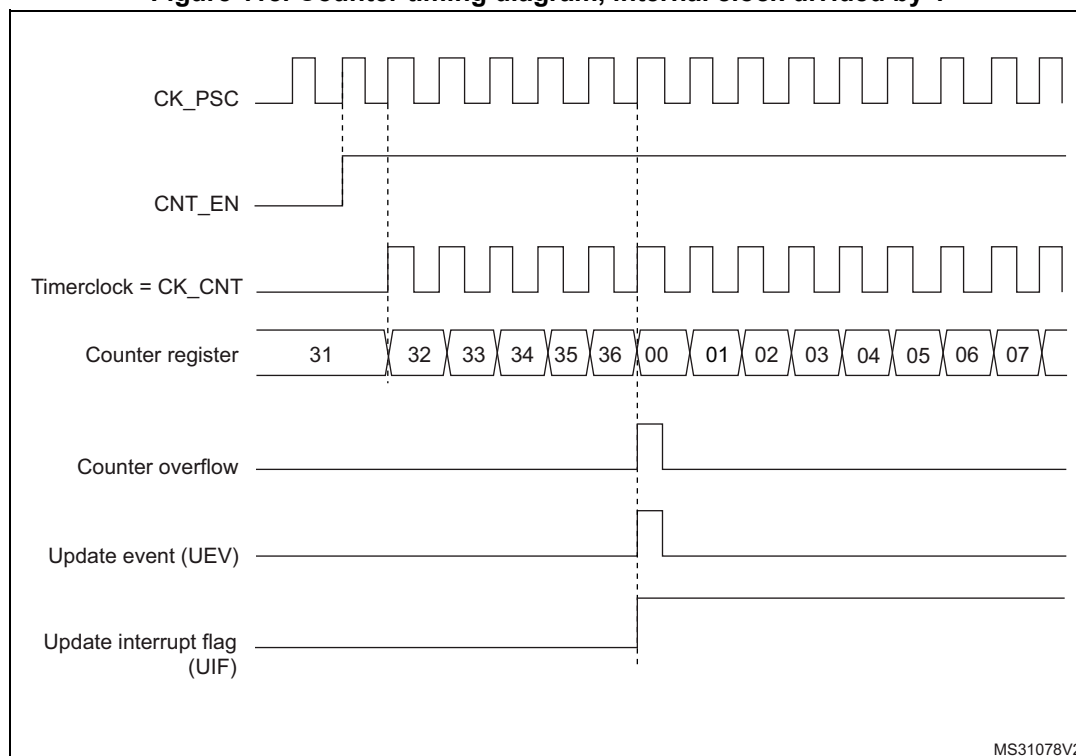 CK_PSC
CNT_EN
Timerclock = CK_CNT
Counter register 31 32 33 34 35 36 00 01 02 03 04 05 06 07
Counter overflow
Update event (UEV)
Update interrupt flag
(UIF)
MS31078V2